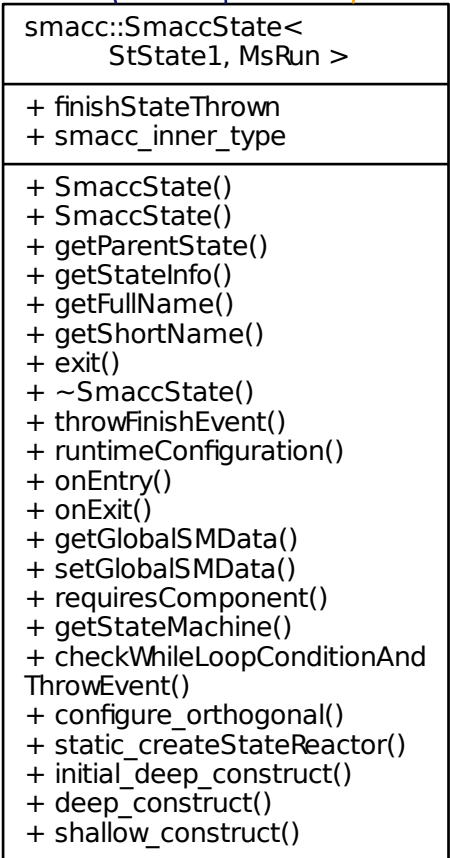 smacc::SmaccState<
StState1, MsRun >
+ finishStateThrown
+ smacc_inner_type
+ SmaccState()
+ SmaccState()
+ getParentState()
+ getStateInfo()
+ getFullName()
+ getShortName()
+ exit()
+ ~SmaccState()
+ throwFinishEvent()
+ runtimeConfiguration()
+ onEntry()
+ onExit()
+ getGlobalSMData()
+ setGlobalSMData()
+ requiresComponent()
+ getStateMachine()
+ checkWhileLoopConditionAnd
ThrowEvent()
+ configure_orthogonal()
+ static_createStateReactor()
+ initial_deep_construct()
+ deep_construct()
+ shallow_construct()